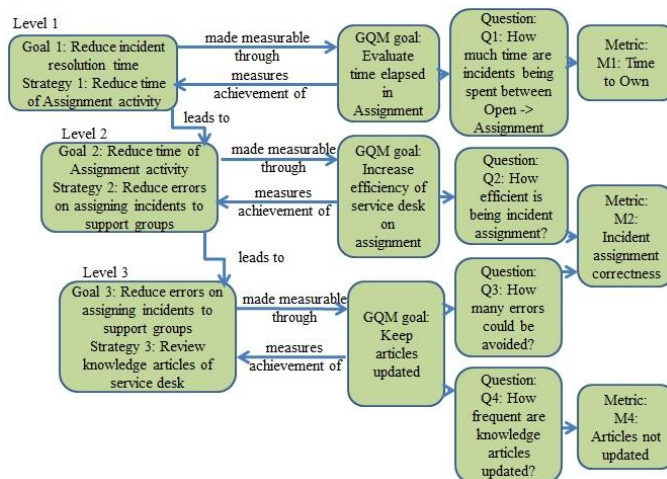 Level 1
Goal 1: Reduce incident
resolution time
Strategy 1: Reduce time
of Assignment activity
made measurable
through
measures
achievement of
GQM goal:
Evaluate
time elapsed
in
Assignment
Question:
Q1: How
much time are
incidents being
spent between
Open ->
Assignment
Metric:
M1: Time
to Own
leads to
Level 2
Goal 2: Reduce time of
Assignment activity
Strategy 2: Reduce errors
on assigning incidents to
support groups
made measurable
through
measures
achievement of
GQM goal:
Increase
efficiency of
service desk
on
assignment
Question:
Q2: How
efficient is
being incident
assignment?
Metric:
M2:
Incident
assignment
correctness
leads to
Level 3
Goal 3: Reduce errors on
assigning incidents to
support groups
Strategy 3: Review
knowledge articles of
service desk
made measurable
through
measures
achievement of
GQM goal:
Keep
articles
updated
Question:
Q3: How
many errors
could be
avoided?
Question:
Q4: How
frequent are
knowledge
articles
updated?
Metric:
M4:
Articles not
updated